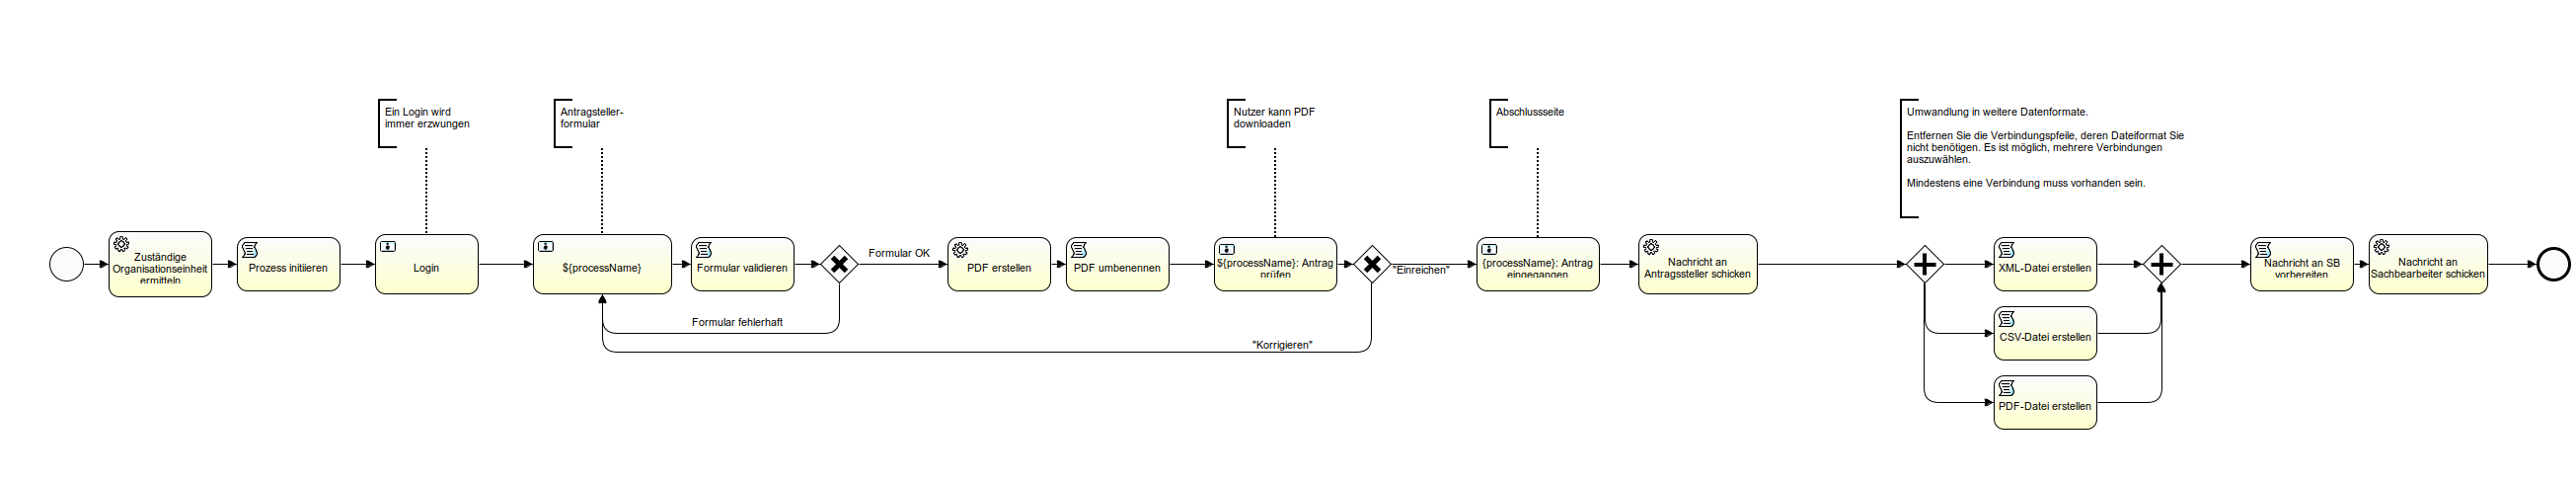 Ein Login wird
immer erzwungen
Antragsteller-
formular
Nutzer kann PDF
downloaden
Abschlussseite
Umwandlung in weitere Datenformate.
Entfernen Sie die Verbindungspfeile, deren Dateiformat Sie
nicht benötigen. Es ist möglich, mehrere Verbindungen
auszuwählen.
Mindestens eine Verbindung muss vorhanden sein.
Zuständige
Organisationseinheit
ermitteln
Prozess initiieren
Login
${processName}
Formular validieren
Formular OK
Formular fehlerhaft
PDF erstellen
PDF umbenennen
${processName}: Antrag
prüfen
"Einreichen"
"Korrigieren"
{processName}: Antrag
eingegangen
Nachricht an
Antragssteller schicken
XML-Datei erstellen
CSV-Datei erstellen
PDF-Datei erstellen
Nachricht an SB
vorbereiten
Nachricht an
Sachbearbeiter schicken